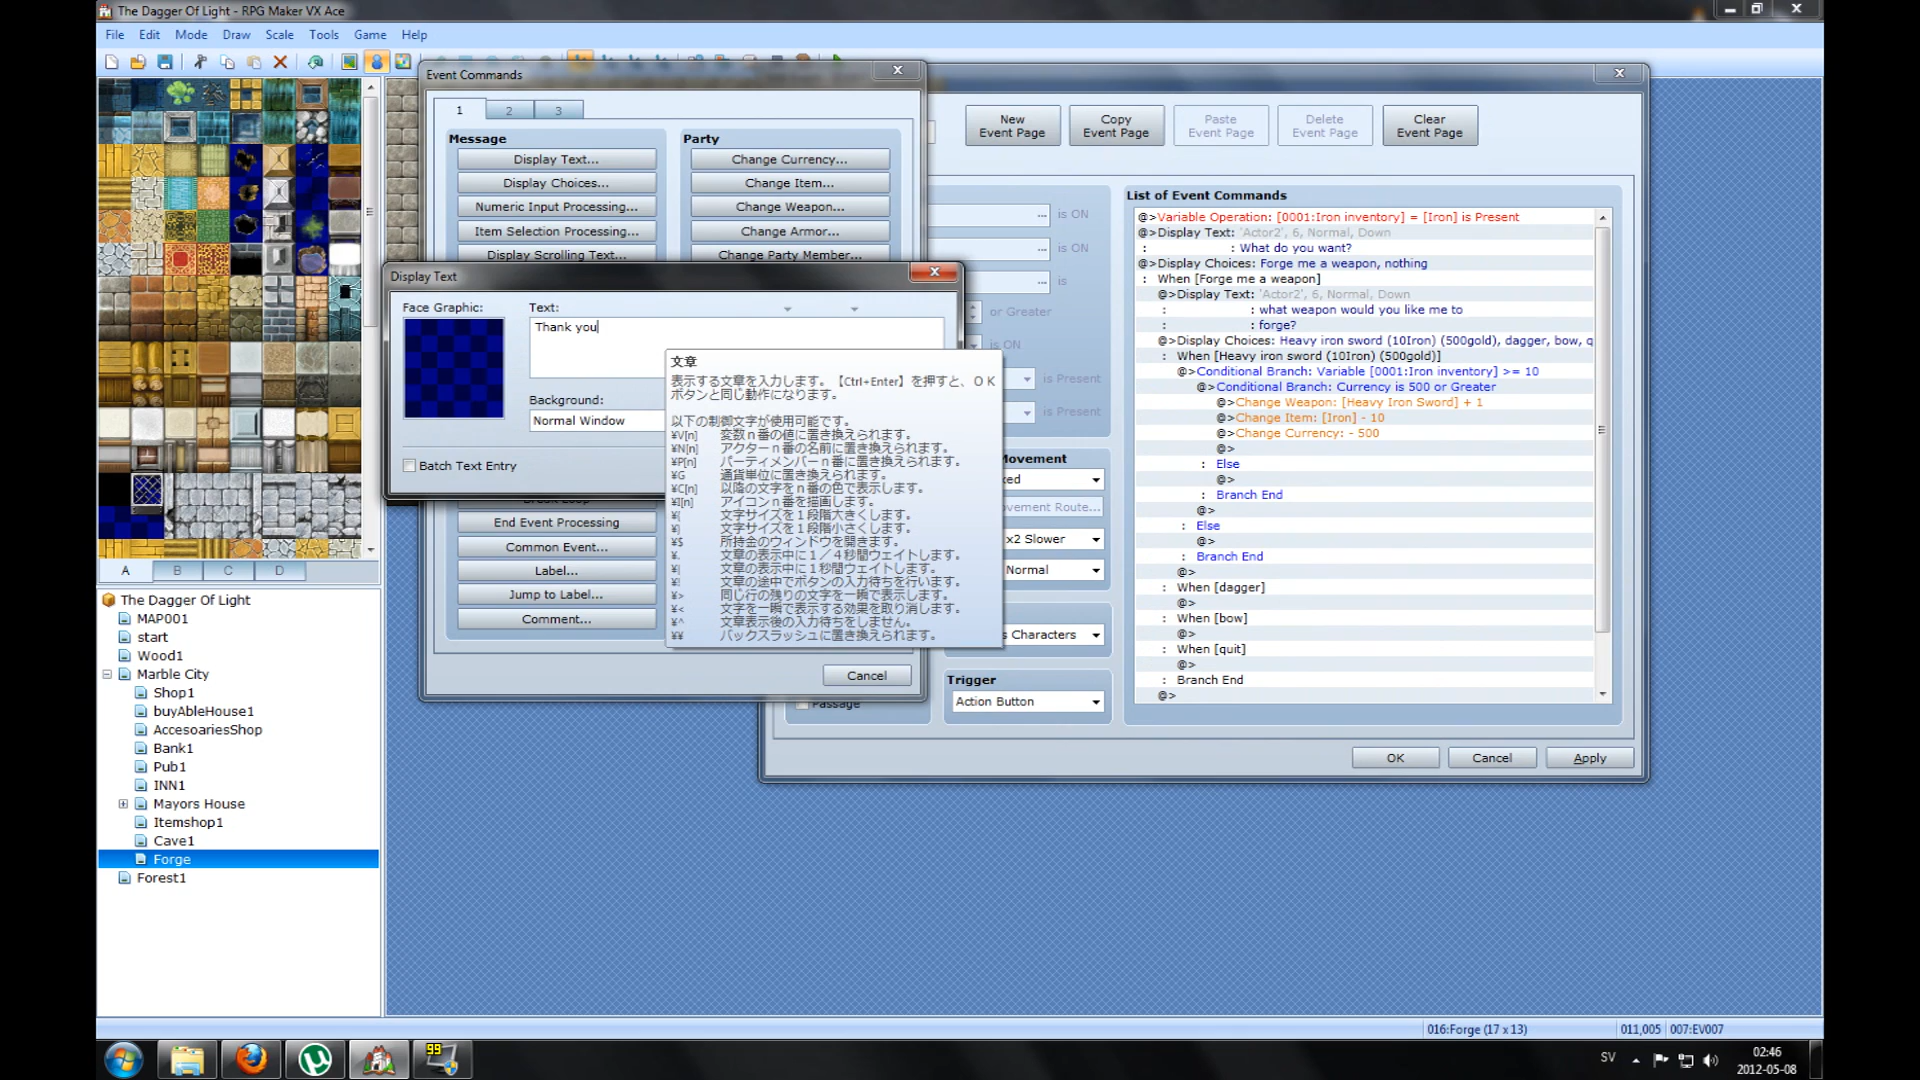 The Dagger Of Light - RPG Maker VX Ace
File Edit Mode Draw Scale Tools Game Help
Event Commands
1 2 3
Message
Display Text...
Display Choices...
Numeric Input Processing...
Item Selection Processing...
Display Scrolling Text...
Party
Change Currency...
Change Item...
Change Weapon...
Change Armor...
Change Party Member...
Display Text
Face Graphic:
Text:
Thank you
Background:
Normal Window
Batch Text Entry
文章
表示する文章を入力します。【Ctrl+Enter】を押すと、ＯＫ
ボタンと同じ動作になります。
以下の制御文字が使用可能です。
¥V[n] 変数ｎ番の値に置き換えられます。
¥N[n] アクターｎ番の名前に置き換えられます。
¥P[n] パーティメンバーｎ番に置き換えられます。
¥G 通貨単位に置き換えられます。
¥C[n] 以降の文字をｎ番の色で表示します。
¥I[n] アイコンｎ番を描画します。
¥{ 文字サイズを１段階大きくします。
¥} 文字サイズを１段階小さくします。
¥$ 所持金のウィンドウを開きます。
¥. 文章の表示中に１／４秒間ウェイトします。
¥| 文章の表示中に１秒間ウェイトします。
¥! 文章の途中でボタンの入力待ちを行います。
¥> 同じ行の残りの文字を一瞬で表示します。
¥< 文字を一瞬で表示する効果を取り消します。
¥^ 文章表示後の入力待ちをしません。
¥¥ バックスラッシュに置き換えられます。
Break Loop
End Event Processing
Common Event...
Label...
Jump to Label...
Comment...
Cancel
New Event Page
Copy Event Page
Paste Event Page
Delete Event Page
Clear Event Page
... is ON
... is ON
... is
or Greater
is ON
is Present
is Present
Movement
xed
ovement Route...
x2 Slower
Normal
s Characters
Passage
Trigger
Action Button
List of Event Commands
@>Variable Operation: [0001:Iron inventory] = [Iron] is Present
@>Display Text: 'Actor2', 6, Normal, Down
: : What do you want?
@>Display Choices: Forge me a weapon, nothing
: When [Forge me a weapon]
@>Display Text: 'Actor2', 6, Normal, Down
: : what weapon would you like me to
: : forge?
@>Display Choices: Heavy iron sword (10Iron) (500gold), dagger, bow, q
: When [Heavy iron sword (10Iron) (500gold)]
@>Conditional Branch: Variable [0001:Iron inventory] >= 10
@>Conditional Branch: Currency is 500 or Greater
@>Change Weapon: [Heavy Iron Sword] + 1
@>Change Item: [Iron] - 10
@>Change Currency: - 500
@>
: Else
@>
: Branch End
@>
: Else
@>
: Branch End
@>
: When [dagger]
@>
: When [bow]
@>
: When [quit]
@>
: Branch End
@>
OK Cancel Apply
A B C D
The Dagger Of Light
MAP001
start
Wood1
Marble City
Shop1
buyAbleHouse1
AccesoariesShop
Bank1
Pub1
INN1
Mayors House
Itemshop1
Cave1
Forge
Forest1
016:Forge (17 x 13) 011,005 007:EV007
99
SV
02:46
2012-05-08